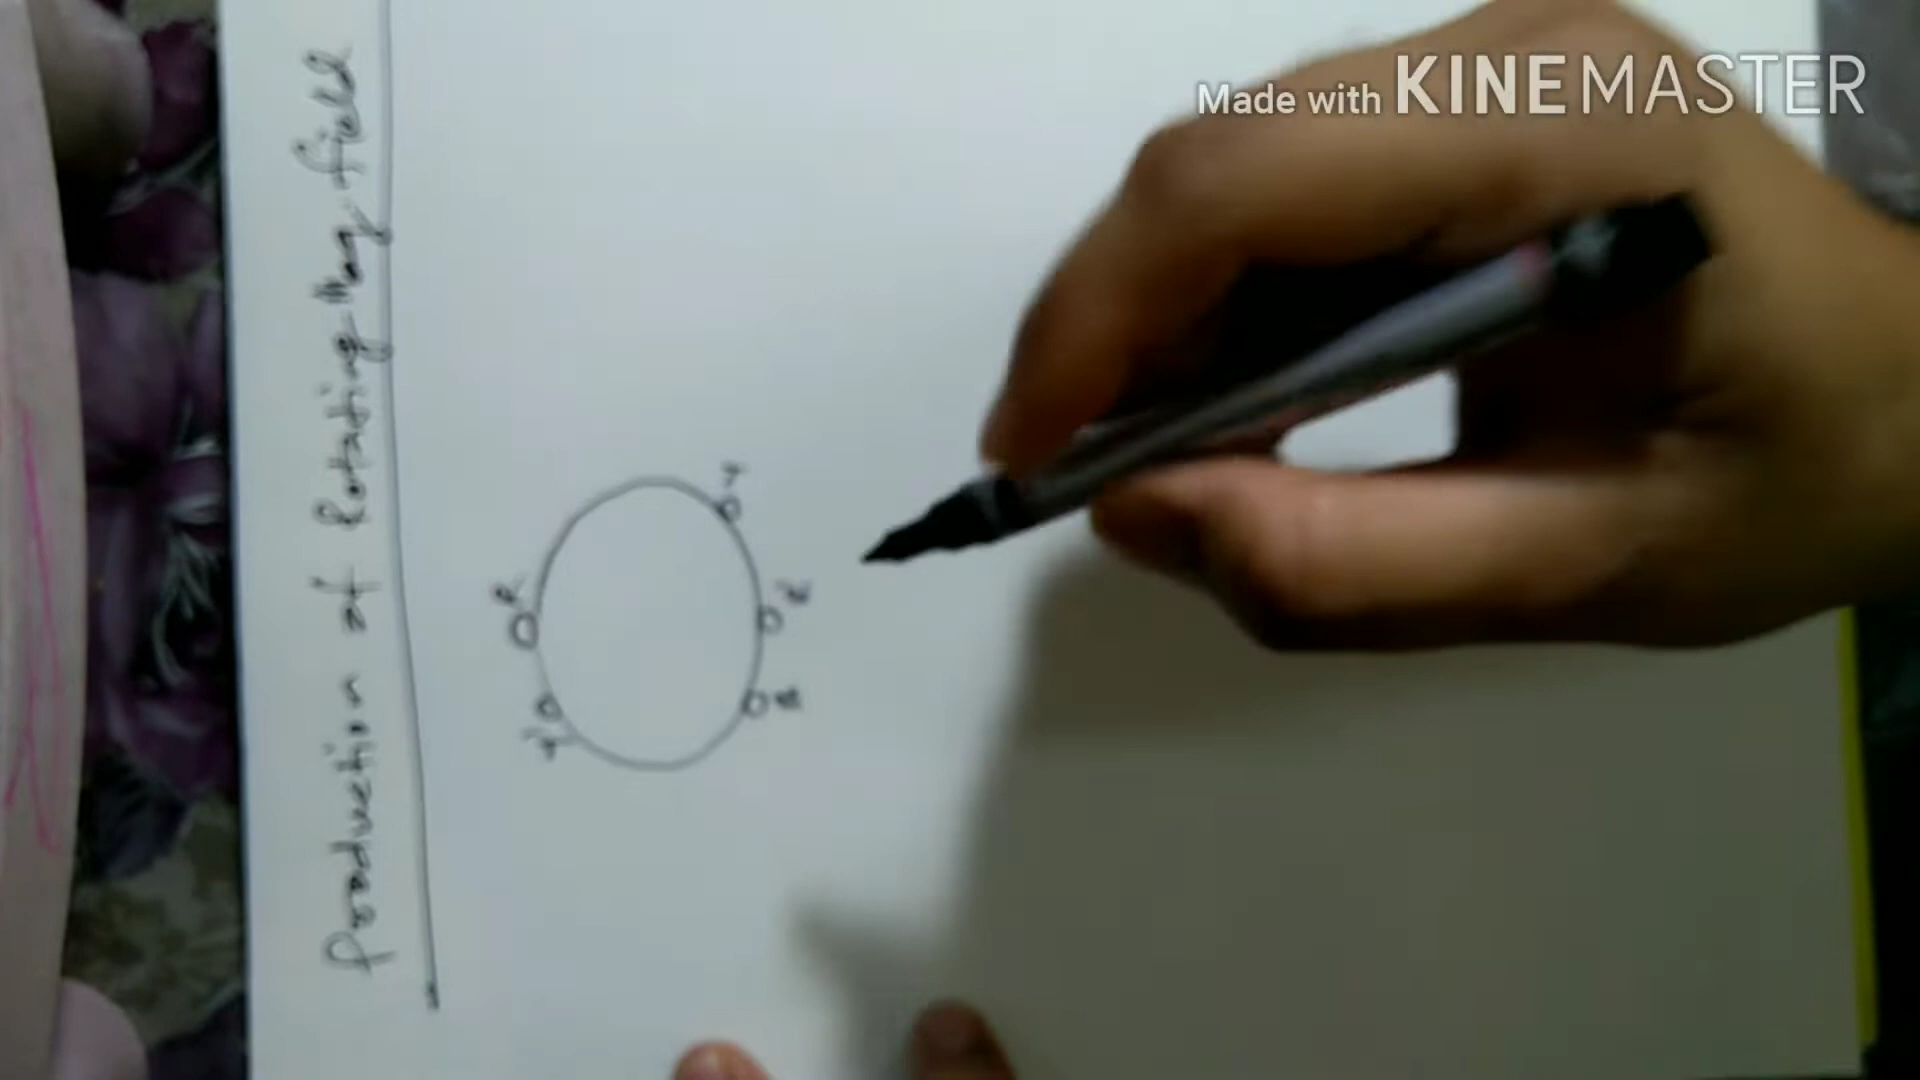 Made with KINEMASTER
Production of Rotating Mag. field
R
Y
R'
Y'
B